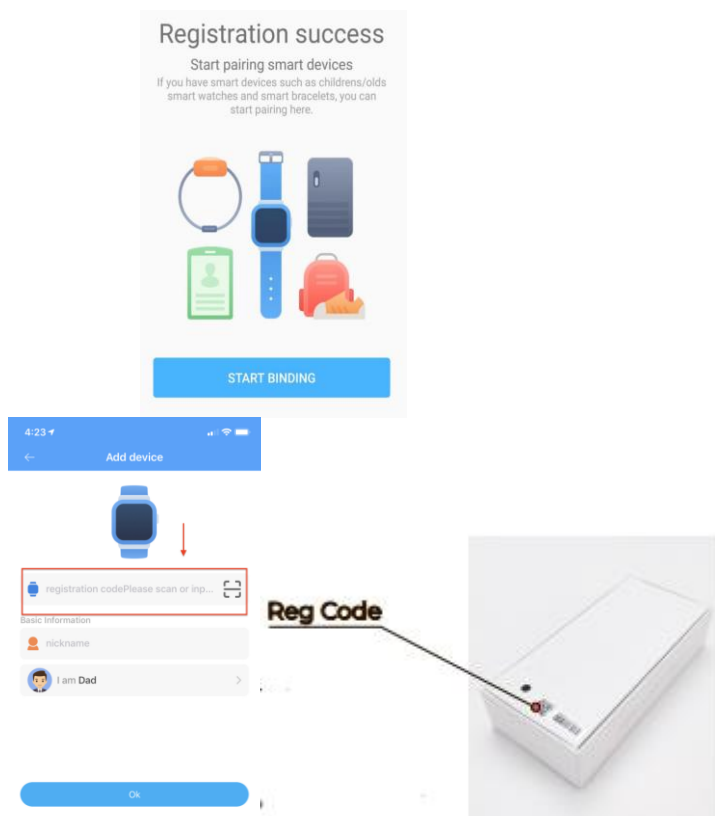 Registration success
Start pairing smart devices
If you have smart devices such as childrens/olds
smart watches and smart bracelets, you can
start pairing here.
START BINDING
4:23
Add device
registration codePlease scan or inp...
Basic Information
nickname
I am Dad
Ok
Reg Code